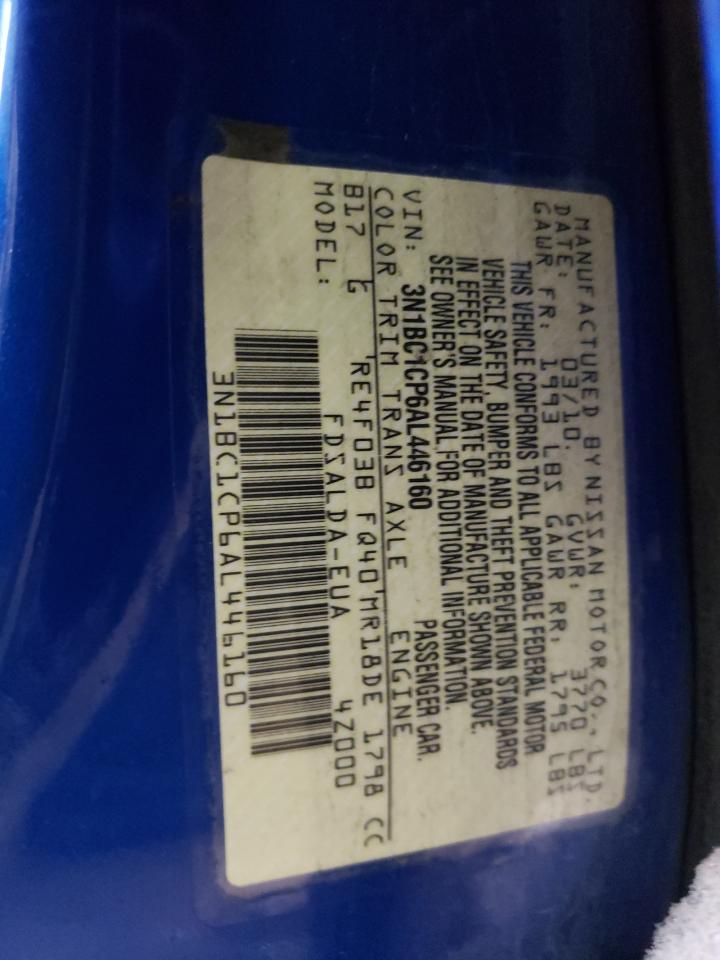 MANUFACTURED BY NISSAN MOTOR CO., LTD.
DATE: 03/10. GVWR: 3770 LBS
GAWR FR: 1993 LBS GAWR RR: 1795 LBS
THIS VEHICLE CONFORMS TO ALL APPLICABLE FEDERAL MOTOR
VEHICLE SAFETY, BUMPER AND THEFT PREVENTION STANDARDS
IN EFFECT ON THE DATE OF MANUFACTURE SHOWN ABOVE.
SEE OWNER'S MANUAL FOR ADDITIONAL INFORMATION.
VIN: 3N1BC1CP6AL446160 PASSENGER CAR.
COLOR TRIM TRANS AXLE ENGINE
B17 G RE4F03B FQ40 MR18DE 1798 CC
MODEL: FDSALDA-EUA 4Z000
3N1BC1CP6AL446160